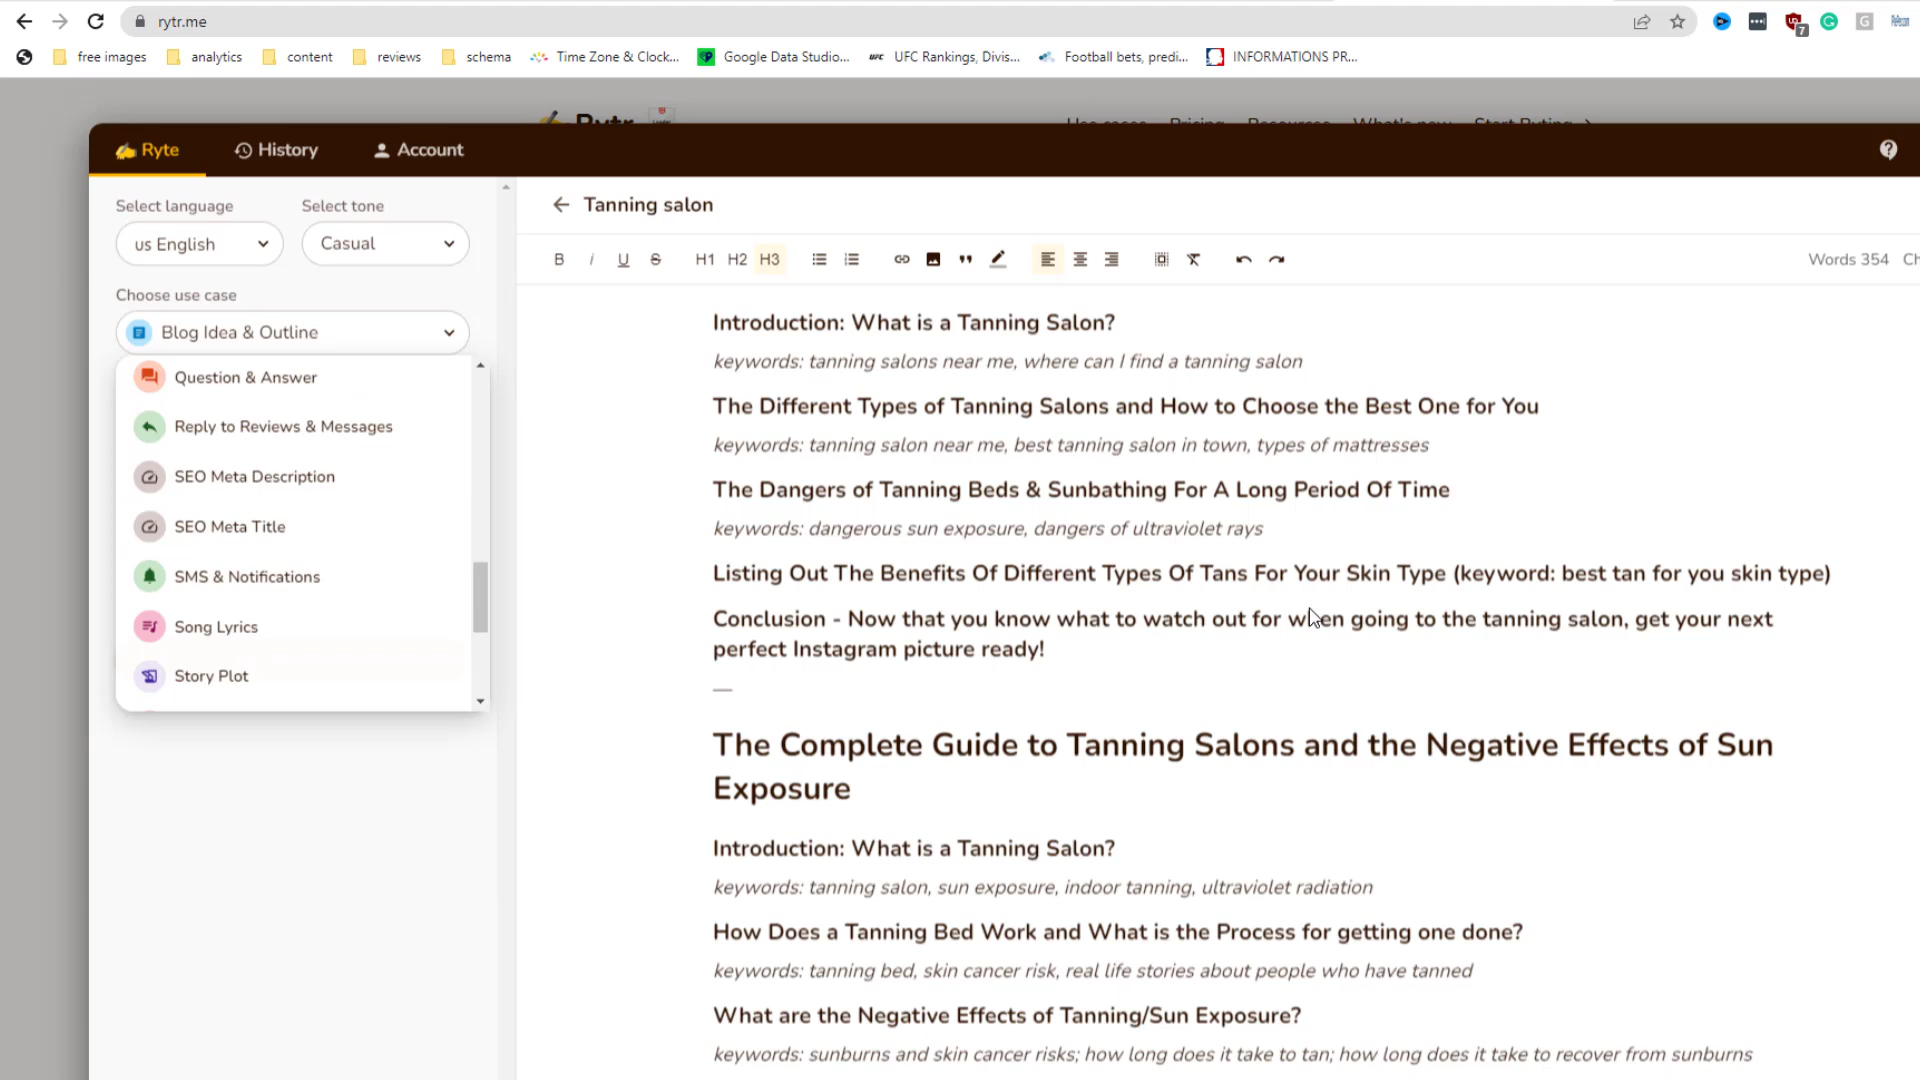 rytr.me
7
G
free images
analytics
content
reviews
schema
Time Zone & Clock...
Google Data Studio...
UFC UFC Rankings, Divis...
Football bets, predi...
INFORMATIONS PR...
Rytr
Use cases Pricing Resources What's new Start Ryting
Ryte
History
Account
Select language
Select tone
us English
Casual
Choose use case
Blog Idea & Outline
Question & Answer
Reply to Reviews & Messages
SEO Meta Description
SEO Meta Title
SMS & Notifications
Song Lyrics
Story Plot
Tanning salon
B i U S H1 H2 H3
Words 354 Ch
Introduction: What is a Tanning Salon?
keywords: tanning salons near me, where can I find a tanning salon
The Different Types of Tanning Salons and How to Choose the Best One for You
keywords: tanning salon near me, best tanning salon in town, types of mattresses
The Dangers of Tanning Beds & Sunbathing For A Long Period Of Time
keywords: dangerous sun exposure, dangers of ultraviolet rays
Listing Out The Benefits Of Different Types Of Tans For Your Skin Type (keyword: best tan for you skin type)
Conclusion - Now that you know what to watch out for when going to the tanning salon, get your next
perfect Instagram picture ready!
—
The Complete Guide to Tanning Salons and the Negative Effects of Sun
Exposure
Introduction: What is a Tanning Salon?
keywords: tanning salon, sun exposure, indoor tanning, ultraviolet radiation
How Does a Tanning Bed Work and What is the Process for getting one done?
keywords: tanning bed, skin cancer risk, real life stories about people who have tanned
What are the Negative Effects of Tanning/Sun Exposure?
keywords: sunburns and skin cancer risks; how long does it take to tan; how long does it take to recover from sunburns